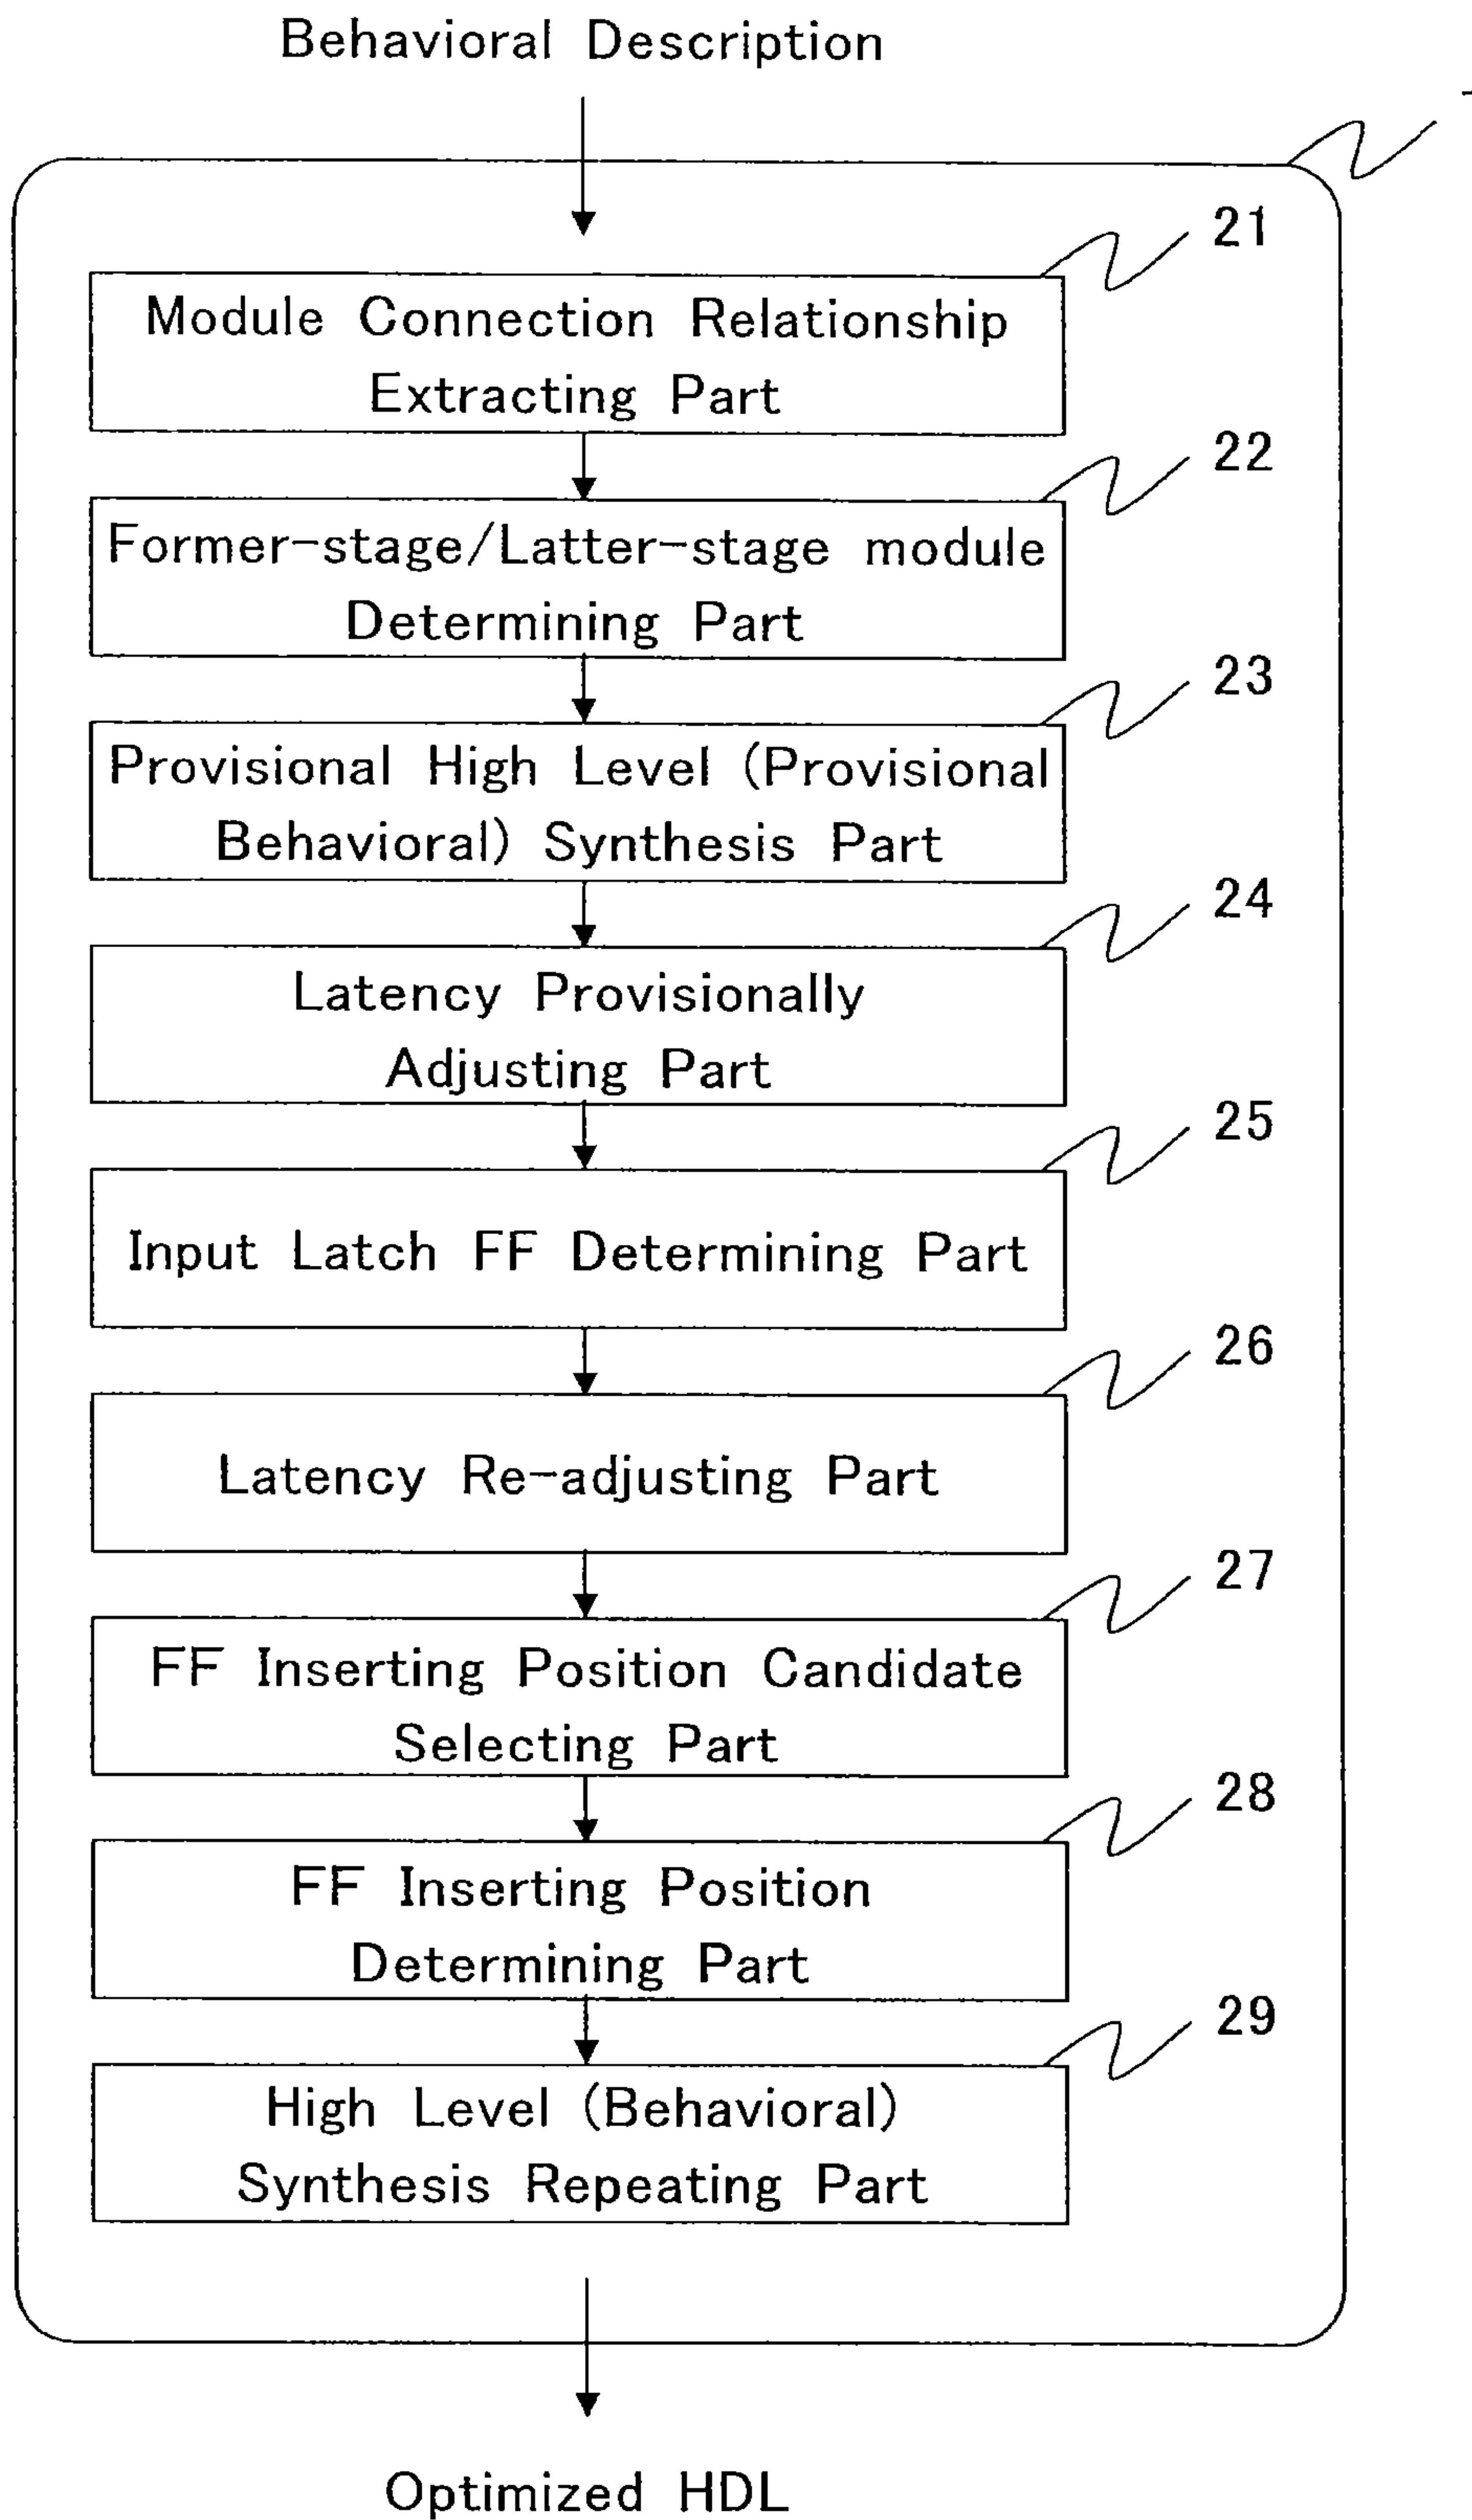 Behavioral Description
21
Module Connection Relationship
Extracting Part
22
Former-stage/Latter-stage module
Determining Part
23
Provisional High Level (Provisional
Behavioral) Synthesis Part
24
Latency Provisionally
Adjusting Part
25
Input Latch FF Determining Part
26
Latency Re-adjusting Part
27
FF Inserting Position Candidate
Selecting Part
28
FF Inserting Position
Determining Part
29
High Level (Behavioral)
Synthesis Repeating Part
Optimized HDL